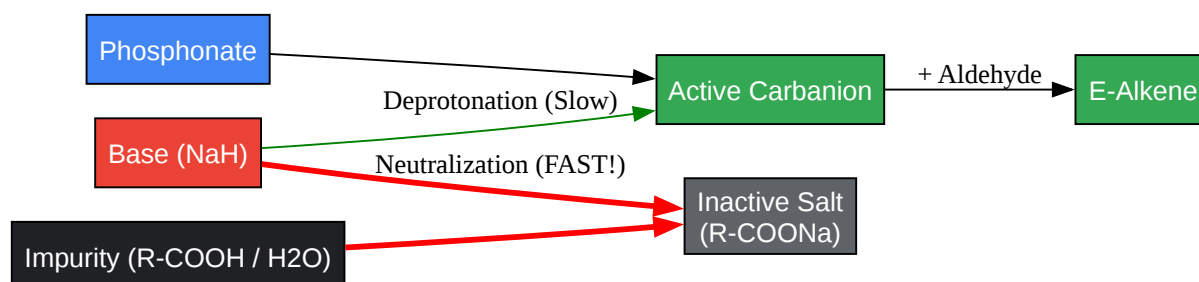 Phosphonate
Deprotonation (Slow)
Active Carbanion
+ Aldehyde
E-Alkene
Base (NaH)
Neutralization (FAST!)
Inactive Salt
(R-COONa)
Impurity (R-COOH / H2O)